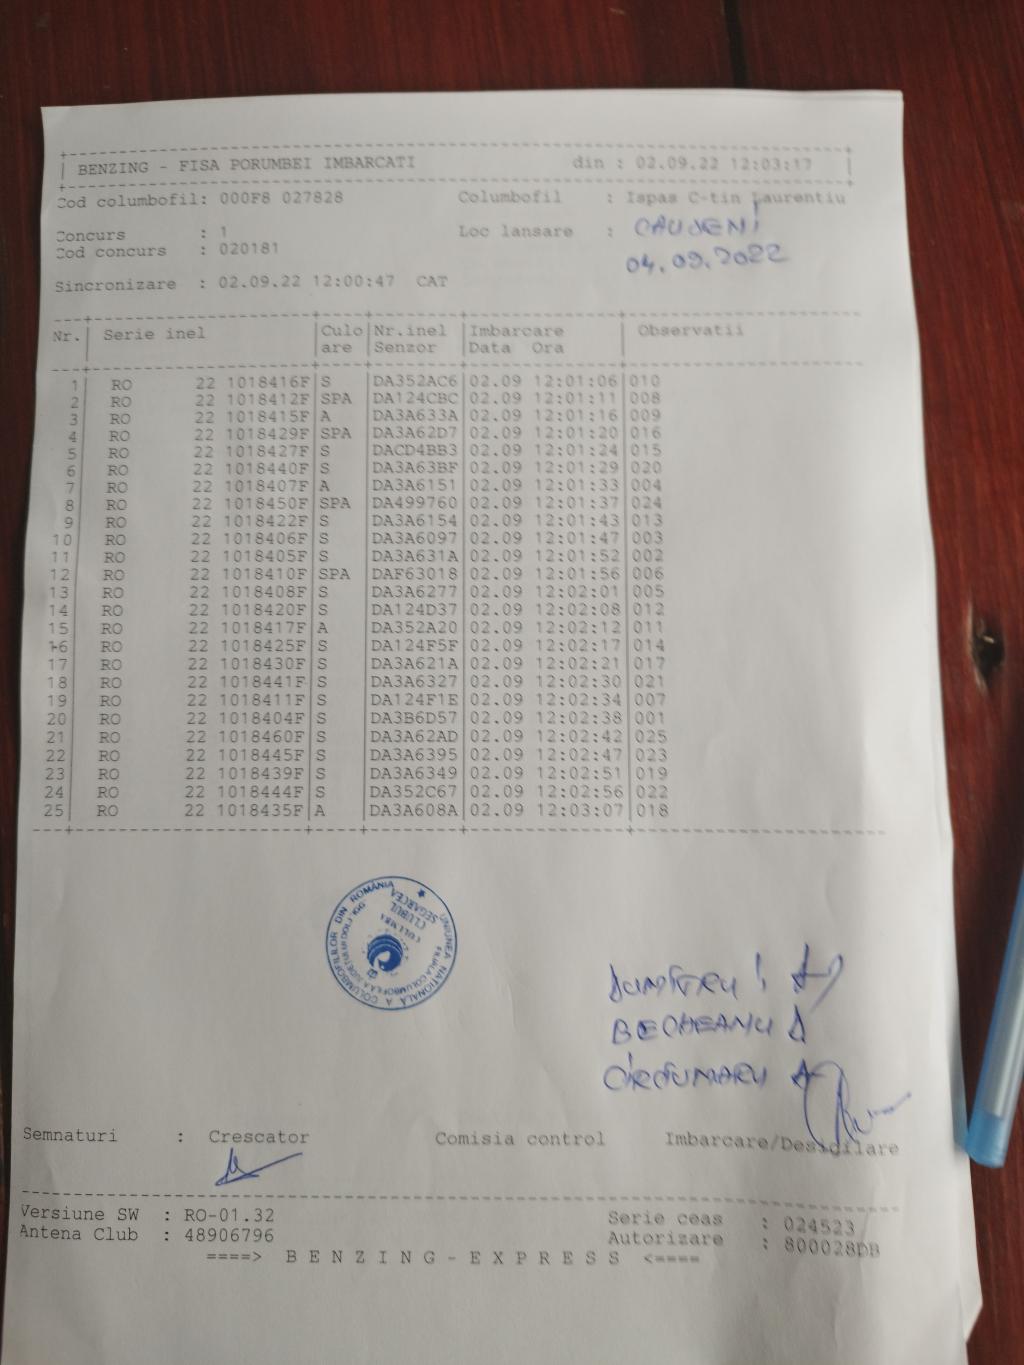 BENZING - FISA PORUMBEI IMBARCATI din : 02.09.22 12:03:17
Cod columbofil: 000F8 027828 Columbofil : Ispas C-tin Laurentiu
Concurs : 1 Loc lansare : CAUSENI
Cod concurs : 020181 04.09.2022
Sincronizare : 02.09.22 12:00:47 CAT
Nr. Serie inel Culo Nr.inel Imbarcare Observatii
are Senzor Data Ora
1 RO 22 1018416F S DA352AC6 02.09 12:01:06 010
2 RO 22 1018412F SPA DA124CBC 02.09 12:01:11 008
3 RO 22 1018415F A DA3A633A 02.09 12:01:16 009
4 RO 22 1018429F SPA DA3A62D7 02.09 12:01:20 016
5 RO 22 1018427F S DACD4BB3 02.09 12:01:24 015
6 RO 22 1018440F S DA3A63BF 02.09 12:01:29 020
7 RO 22 1018407F A DA3A6151 02.09 12:01:33 004
8 RO 22 1018450F SPA DA499760 02.09 12:01:37 024
9 RO 22 1018422F S DA3A6154 02.09 12:01:43 013
10 RO 22 1018406F S DA3A6097 02.09 12:01:47 003
11 RO 22 1018405F S DA3A631A 02.09 12:01:52 002
12 RO 22 1018410F SPA DAF63018 02.09 12:01:56 006
13 RO 22 1018408F S DA3A6277 02.09 12:02:01 005
14 RO 22 1018420F S DA124D37 02.09 12:02:08 012
15 RO 22 1018417F A DA352A20 02.09 12:02:12 011
16 RO 22 1018425F S DA124F5F 02.09 12:02:17 014
17 RO 22 1018430F S DA3A621A 02.09 12:02:21 017
18 RO 22 1018441F S DA3A6327 02.09 12:02:30 021
19 RO 22 1018411F S DA124F1E 02.09 12:02:34 007
20 RO 22 1018404F S DA3B6D57 02.09 12:02:38 001
21 RO 22 1018460F S DA3A62AD 02.09 12:02:42 025
22 RO 22 1018445F S DA3A6395 02.09 12:02:47 023
23 RO 22 1018439F S DA3A6349 02.09 12:02:51 019
24 RO 22 1018444F S DA352C67 02.09 12:02:56 022
25 RO 22 1018435F A DA3A608A 02.09 12:03:07 018
UNIUNEA NATIONALĂ A COLUMBOFILILOR DIN ROMÂNIA
FILIALA COLUMBOFILA A JUDETULUI DOLJ
CLUBUL
COLUMBA
SEGARCEA
DUMITRU I
BECHEANU
Semnaturi : Crescator Comisia control Imbarcare/Desigilare
Versiune SW : RO-01.32 Serie ceas : 024523
Antena Club : 48906796 Autorizare : 800028DB
====> B E N Z I N G - E X P R E S S <====